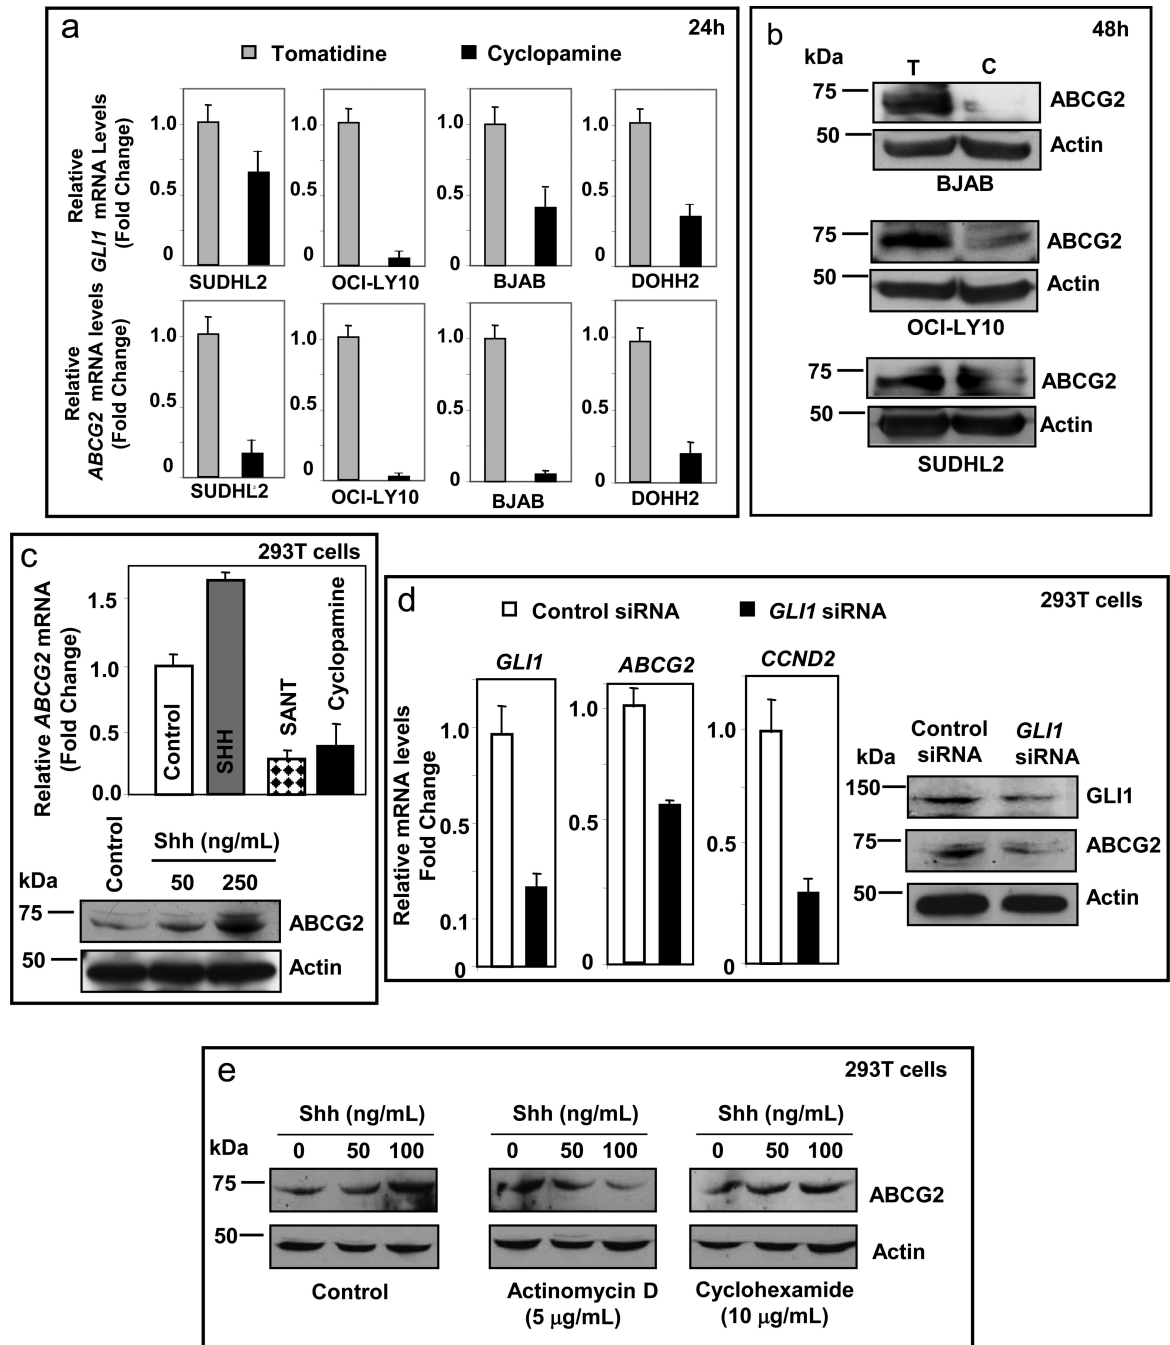 a
24h
Tomatidine Cyclopamine
Relative
GLI1 mRNA Levels
(Fold Change)
1.0 1.0 1.0 1.0
0.5 0.5 0.5 0.5
0 0 0 0
SUDHL2 OCI-LY10 BJAB DOHH2
Relative
ABCG2 mRNA levels
(Fold Change)
1.0 1.0 1.0 1.0
0.5 0.5 0.5 0.5
0 0 0 0
SUDHL2 OCI-LY10 BJAB DOHH2
b
48h
kDa
T C
75 ABCG2
50 Actin
BJAB
75 ABCG2
50 Actin
OCI-LY10
75 ABCG2
50 Actin
SUDHL2
c
293T cells
Relative ABCG2 mRNA
(Fold Change)
1.5
1.0
0.5
0.0
Control
SHH
SANT
Cyclopamine
Control
Shh (ng/mL)
kDa 50 250
75 ABCG2
50 Actin
d
293T cells
Control siRNA GLI1 siRNA
Relative mRNA levels
Fold Change
GLI1 ABCG2 CCND2
1.0 1.0 1.0
0.5 0.5 0.5
0.1
0 0 0
Control GLI1
siRNA siRNA
kDa
150 GLI1
75 ABCG2
50 Actin
e
293T cells
Shh (ng/mL) Shh (ng/mL) Shh (ng/mL)
kDa 0 50 100 0 50 100 0 50 100
75 ABCG2
50 Actin
Control Actinomycin D Cyclohexamide
(5 µg/mL) (10 µg/mL)